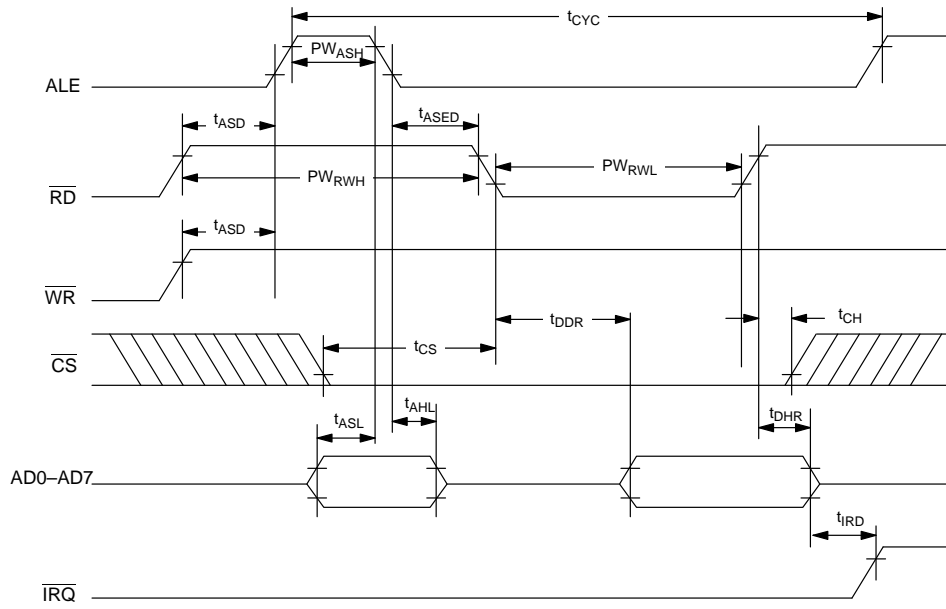 tCYC
PWASH
ALE
tASD
tASED
PWRWH
PWRWL
RD
tASD
WR
tDDR
tCH
tCS
CS
tASL
tAHL
tDHR
AD0–AD7
tIRD
IRQ